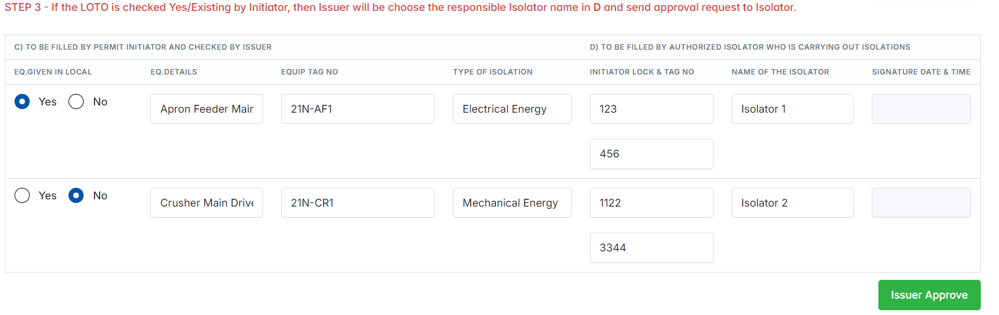 STEP 3 - If the LOTO is checked Yes/Existing by Initiator, then Issuer will be choose the responsible Isolator name in D and send approval request to Isolator.
C) TO BE FILLED BY PERMIT INITIATOR AND CHECKED BY ISSUER
D) TO BE FILLED BY AUTHORIZED ISOLATOR WHO IS CARRYING OUT ISOLATIONS
EQ.GIVEN IN LOCAL
EQ.DETAILS
EQUIP TAG NO
TYPE OF ISOLATION
INITIATOR LOCK & TAG NO
NAME OF THE ISOLATOR
SIGNATURE DATE & TIME
Yes
No
Apron Feeder Main
21N-AF1
Electrical Energy
123
Isolator 1
456
Yes
No
Crusher Main Drive
21N-CR1
Mechanical Energy
1122
Isolator 2
3344
Issuer Approve